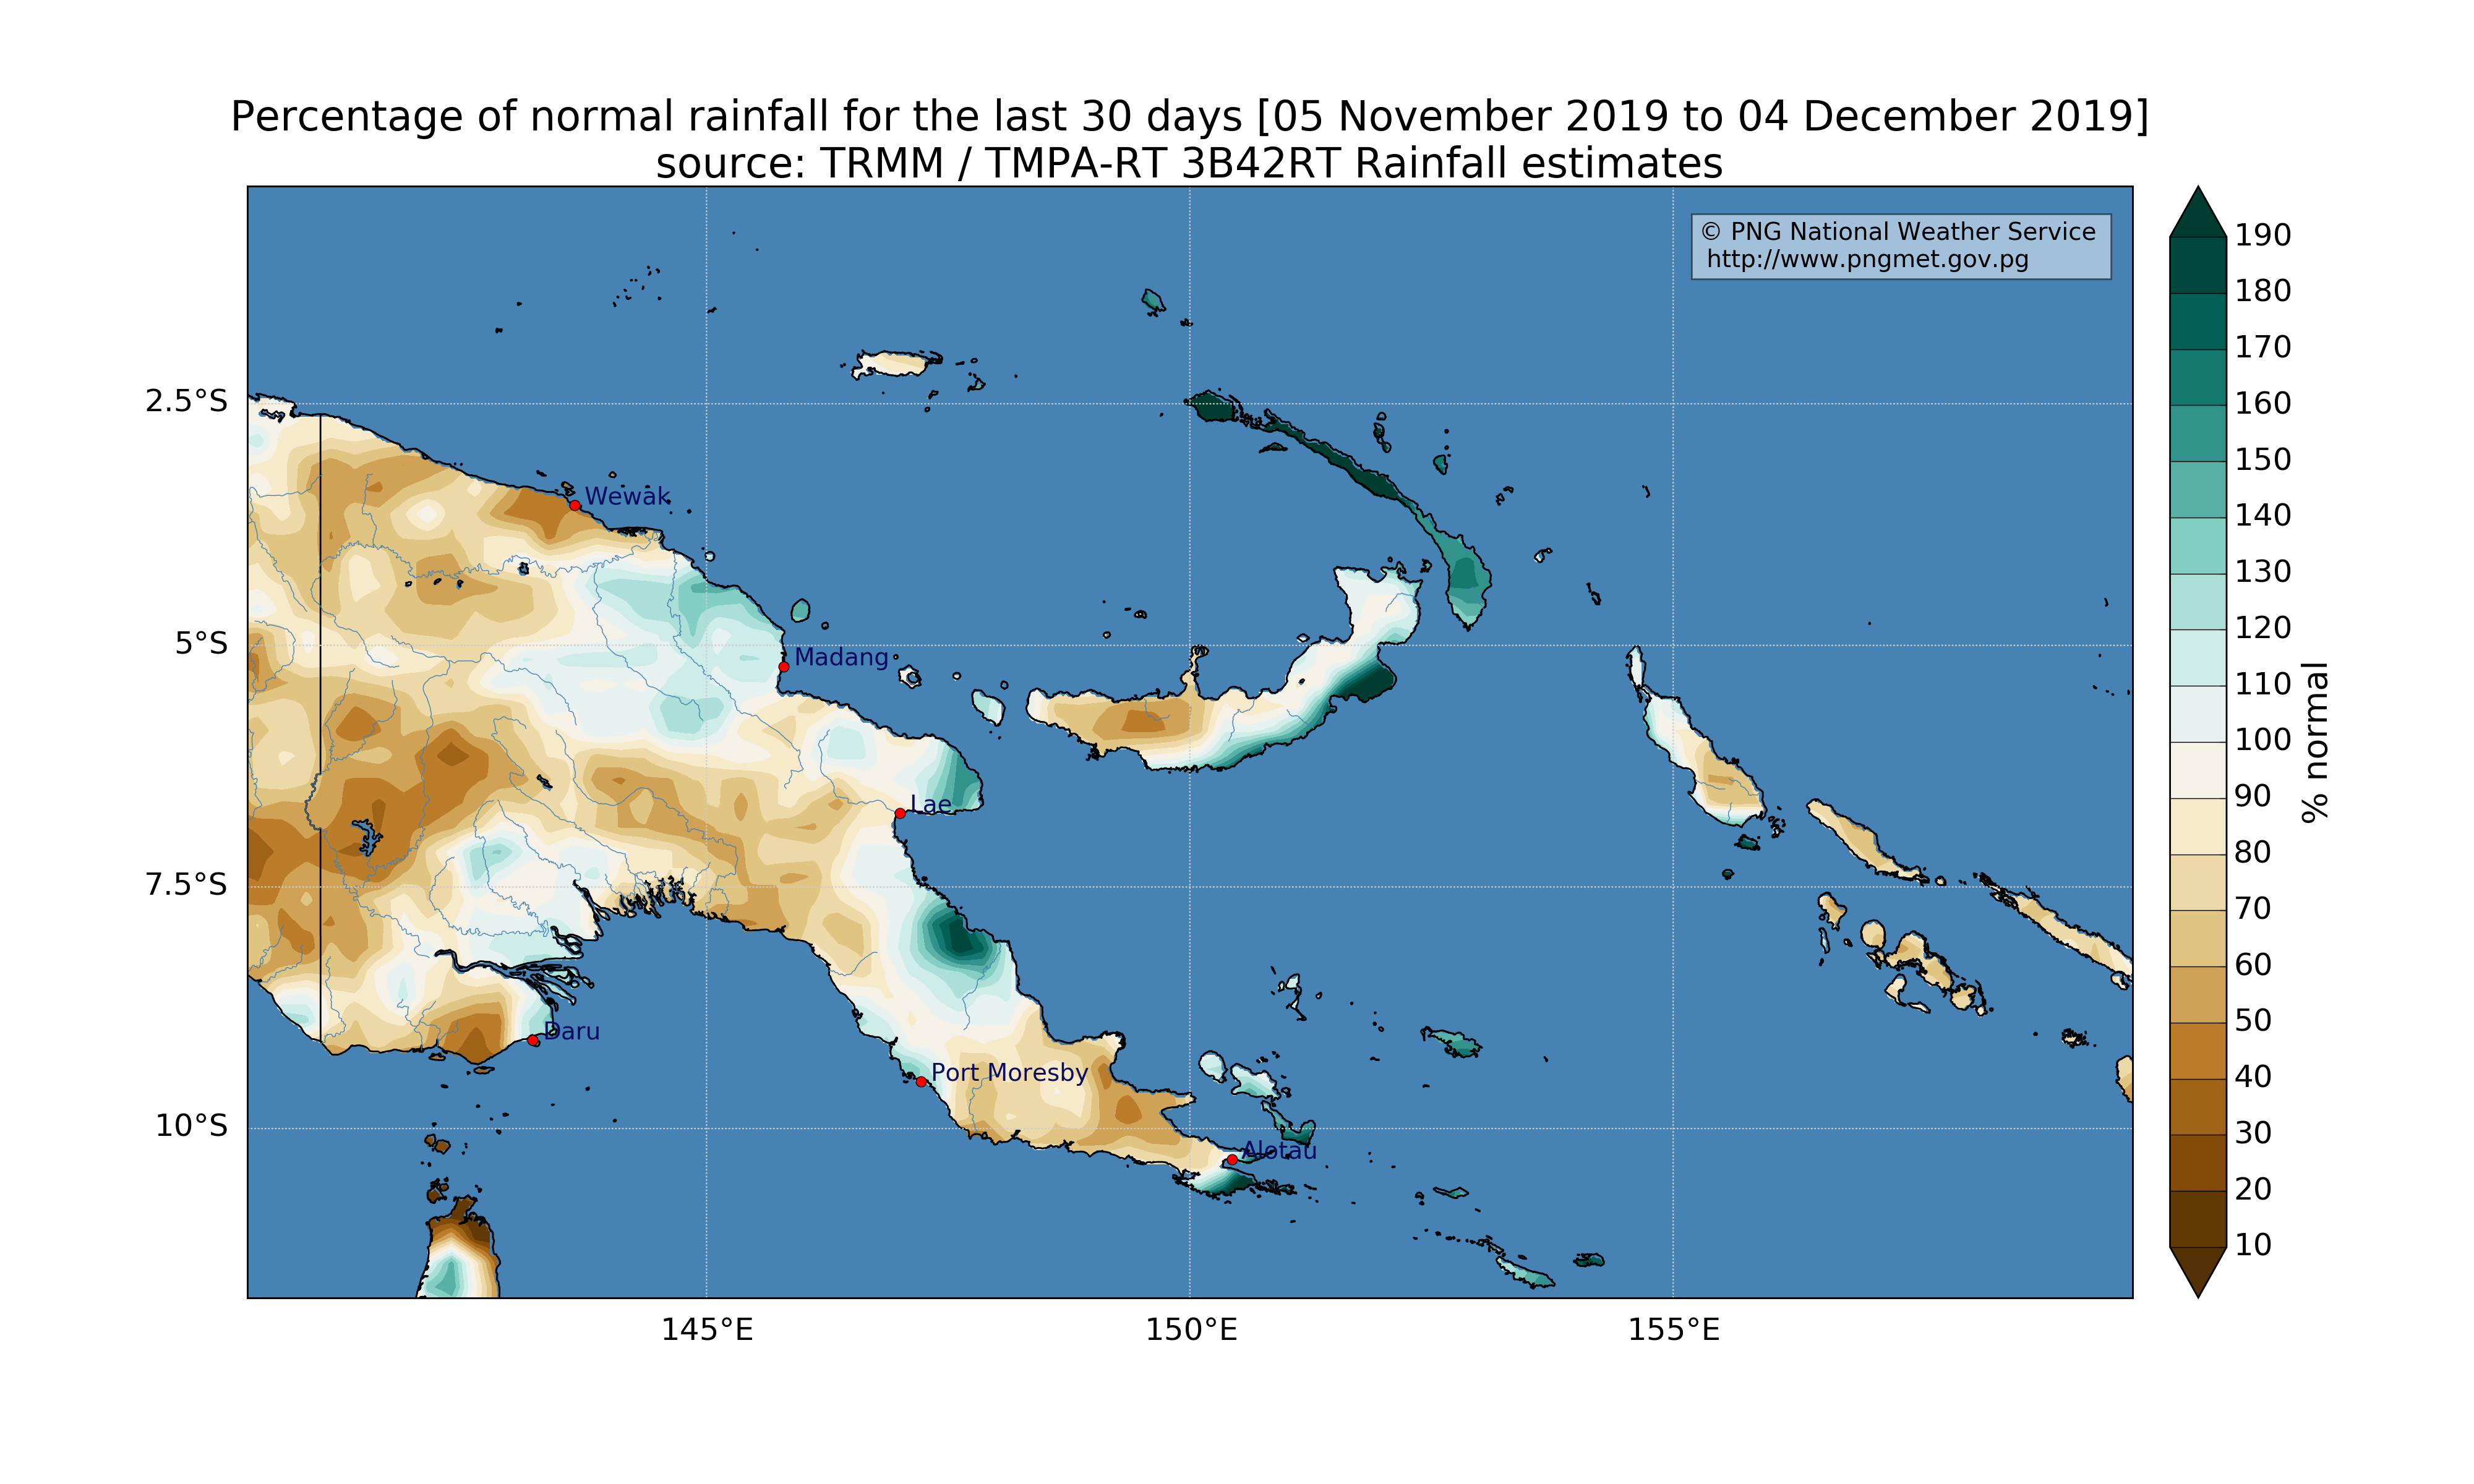 Percentage of normal rainfall for the last 30 days [05 November 2019 to 04 December 2019]
source: TRMM / TMPA-RT 3B42RT Rainfall estimates
© PNG National Weather Service
http://www.pngmet.gov.pg
2.5°S
5°S
7.5°S
10°S
145°E
150°E
155°E
Wewak
Madang
Lae
Daru
Port Moresby
Alotau
190
180
170
160
150
140
130
120
110
100
90
80
70
60
50
40
30
20
10
% normal